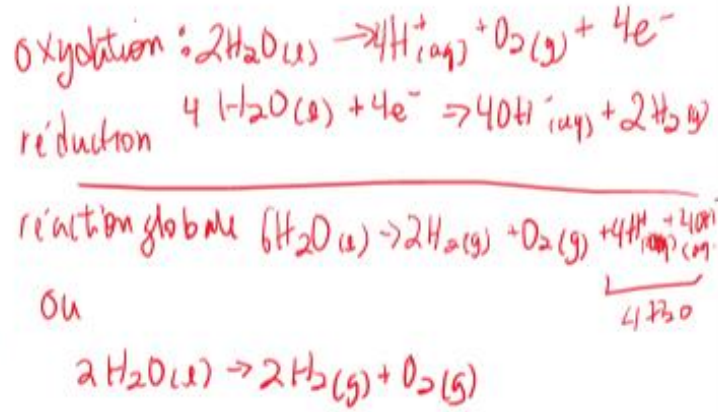 oxydation : 2H₂O(l) → 4H⁺(aq) + O₂(g) + 4e⁻
4 H₂O(l) + 4e⁻ → 4OH⁻(aq) + 2H₂(g)
réduction
réaction globale 6H₂O(l) → 2H₂(g) + O₂(g) + 4H⁺(aq) + 4OH⁻(aq)
4H₂O
ou
2H₂O(l) → 2H₂(g) + O₂(g)